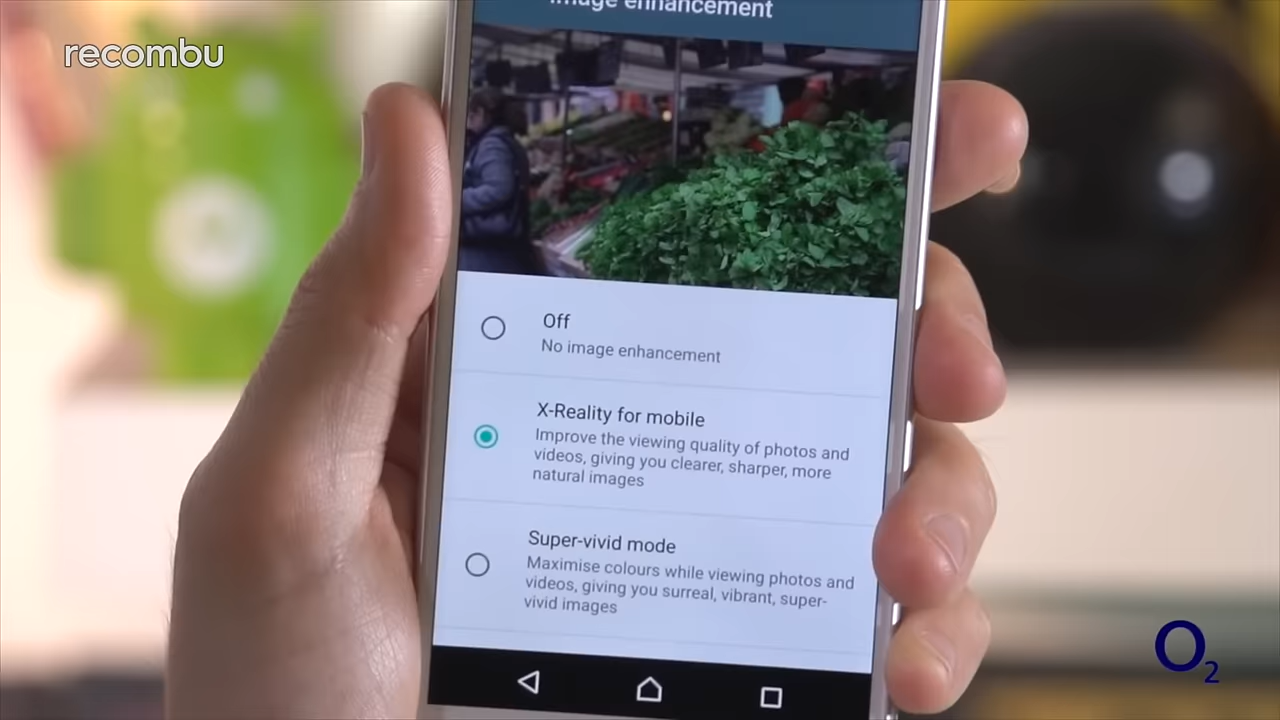 recombu
Image enhancement
Off
No image enhancement
X-Reality for mobile
Improve the viewing quality of photos and
videos, giving you clearer, sharper, more
natural images
Super-vivid mode
Maximise colours while viewing photos and
videos, giving you surreal, vibrant, super-
vivid images
O2